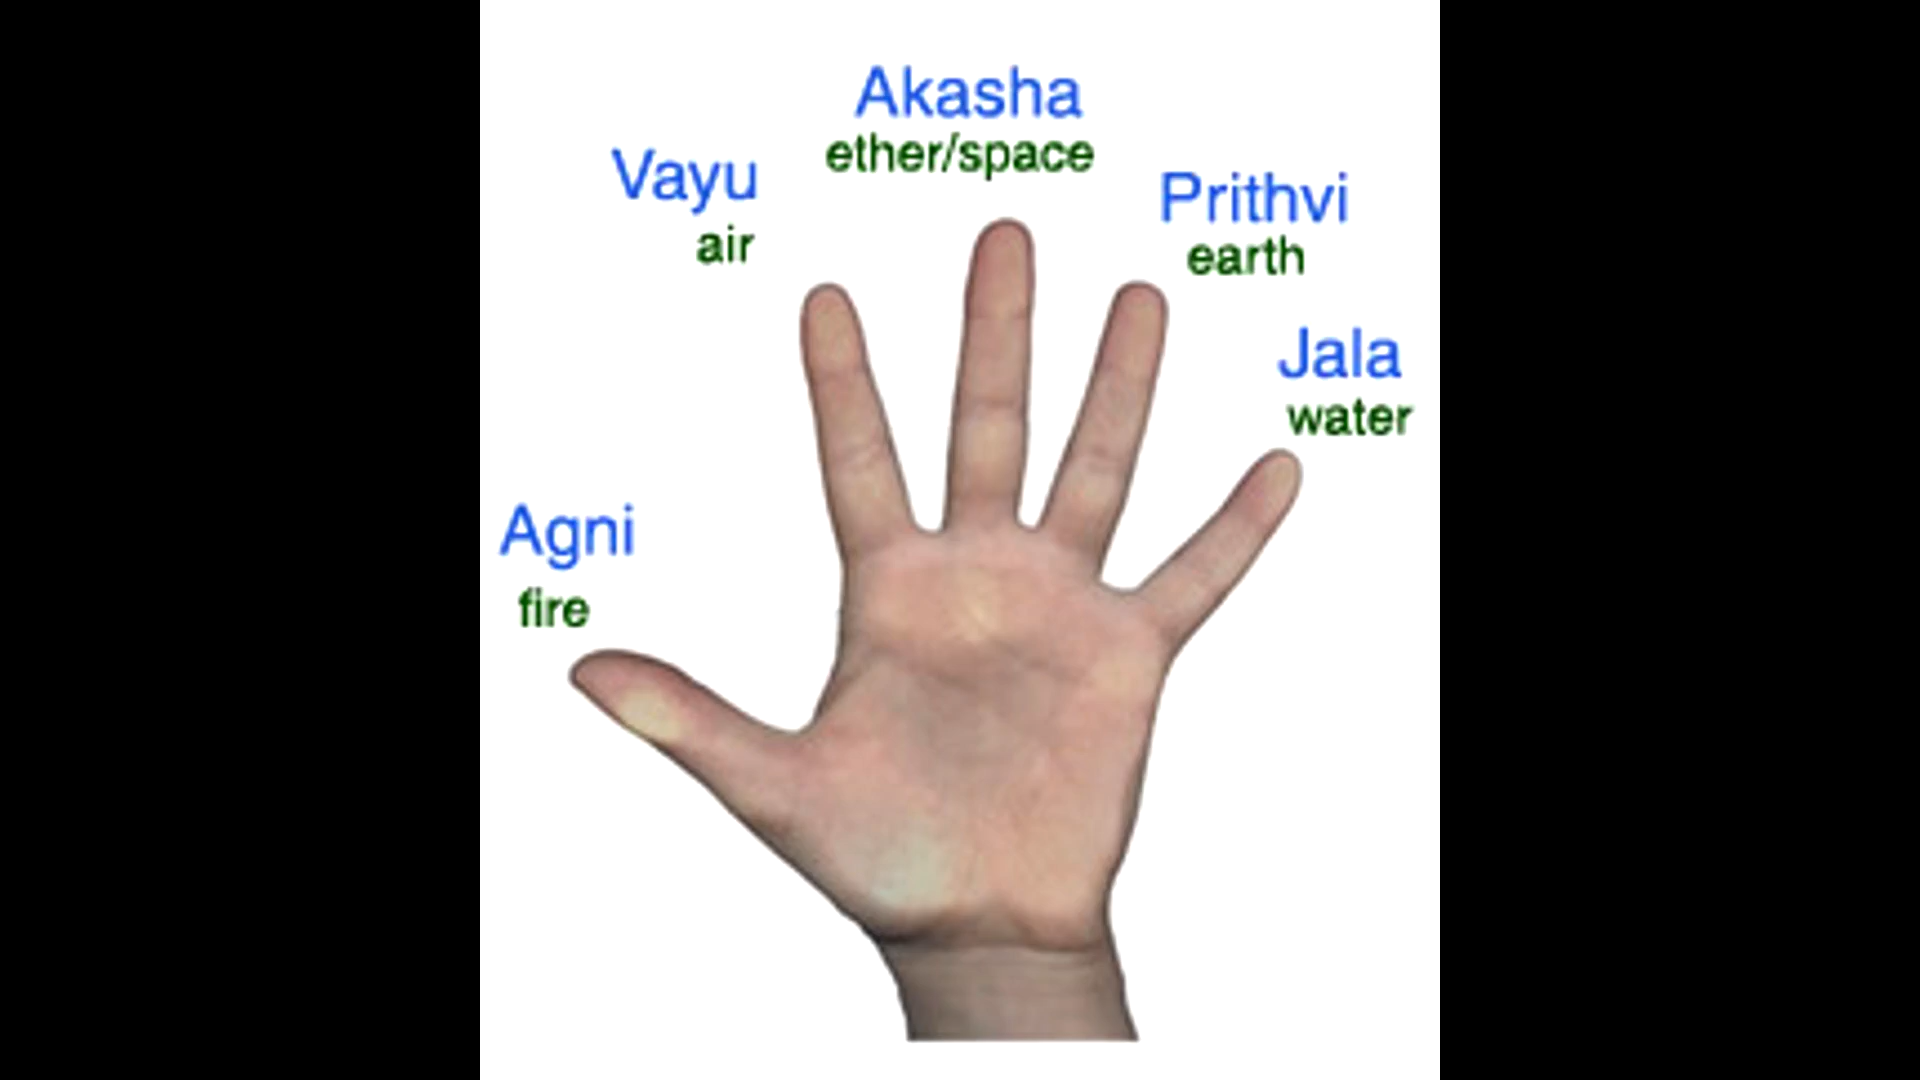 Akasha
ether/space
Vayu
air
Prithvi
earth
Jala
water
Agni
fire